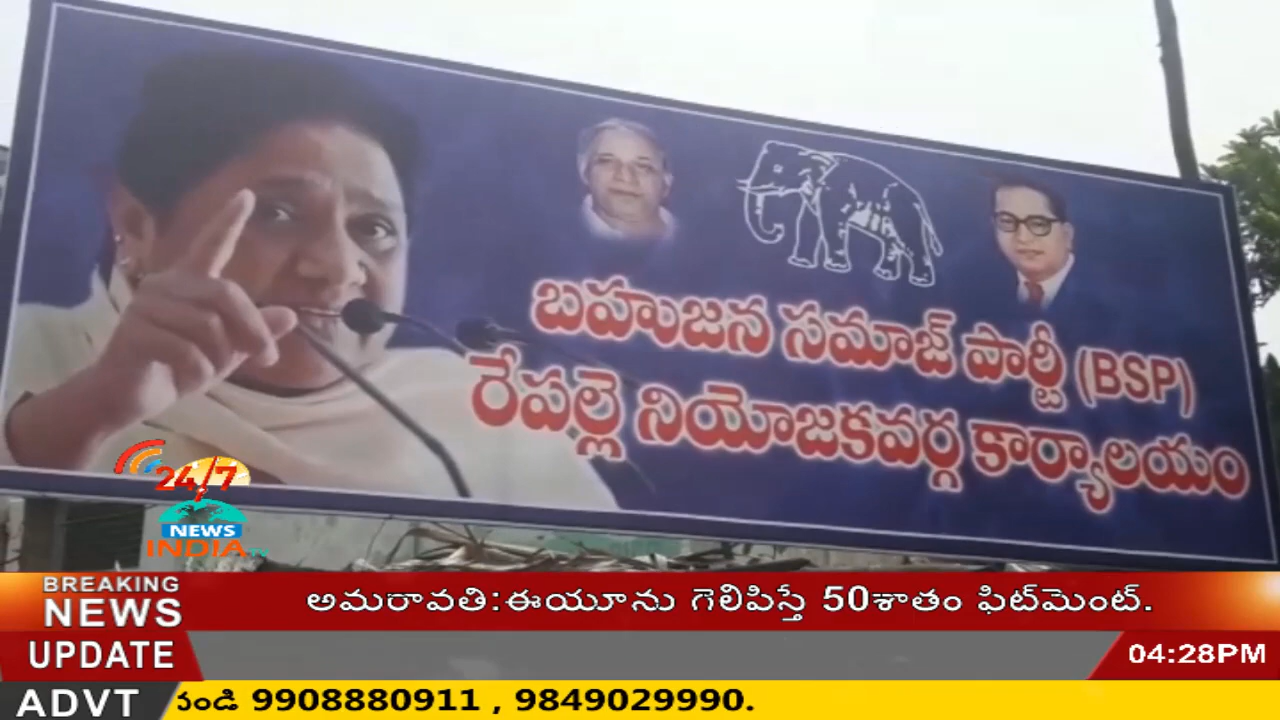 బహుజన సమాజ్ పార్టీ (BSP)
రేపల్లె నియోజకవర్గ కార్యాలయం
24/7
NEWS
INDIA TV
BREAKING
NEWS
అమరావతి:ఈయూను గెలిపిస్తే 50శాతం ఫిట్‌మెంట్.
UPDATE
04:28PM
ADVT
నండి 9908880911 , 9849029990.